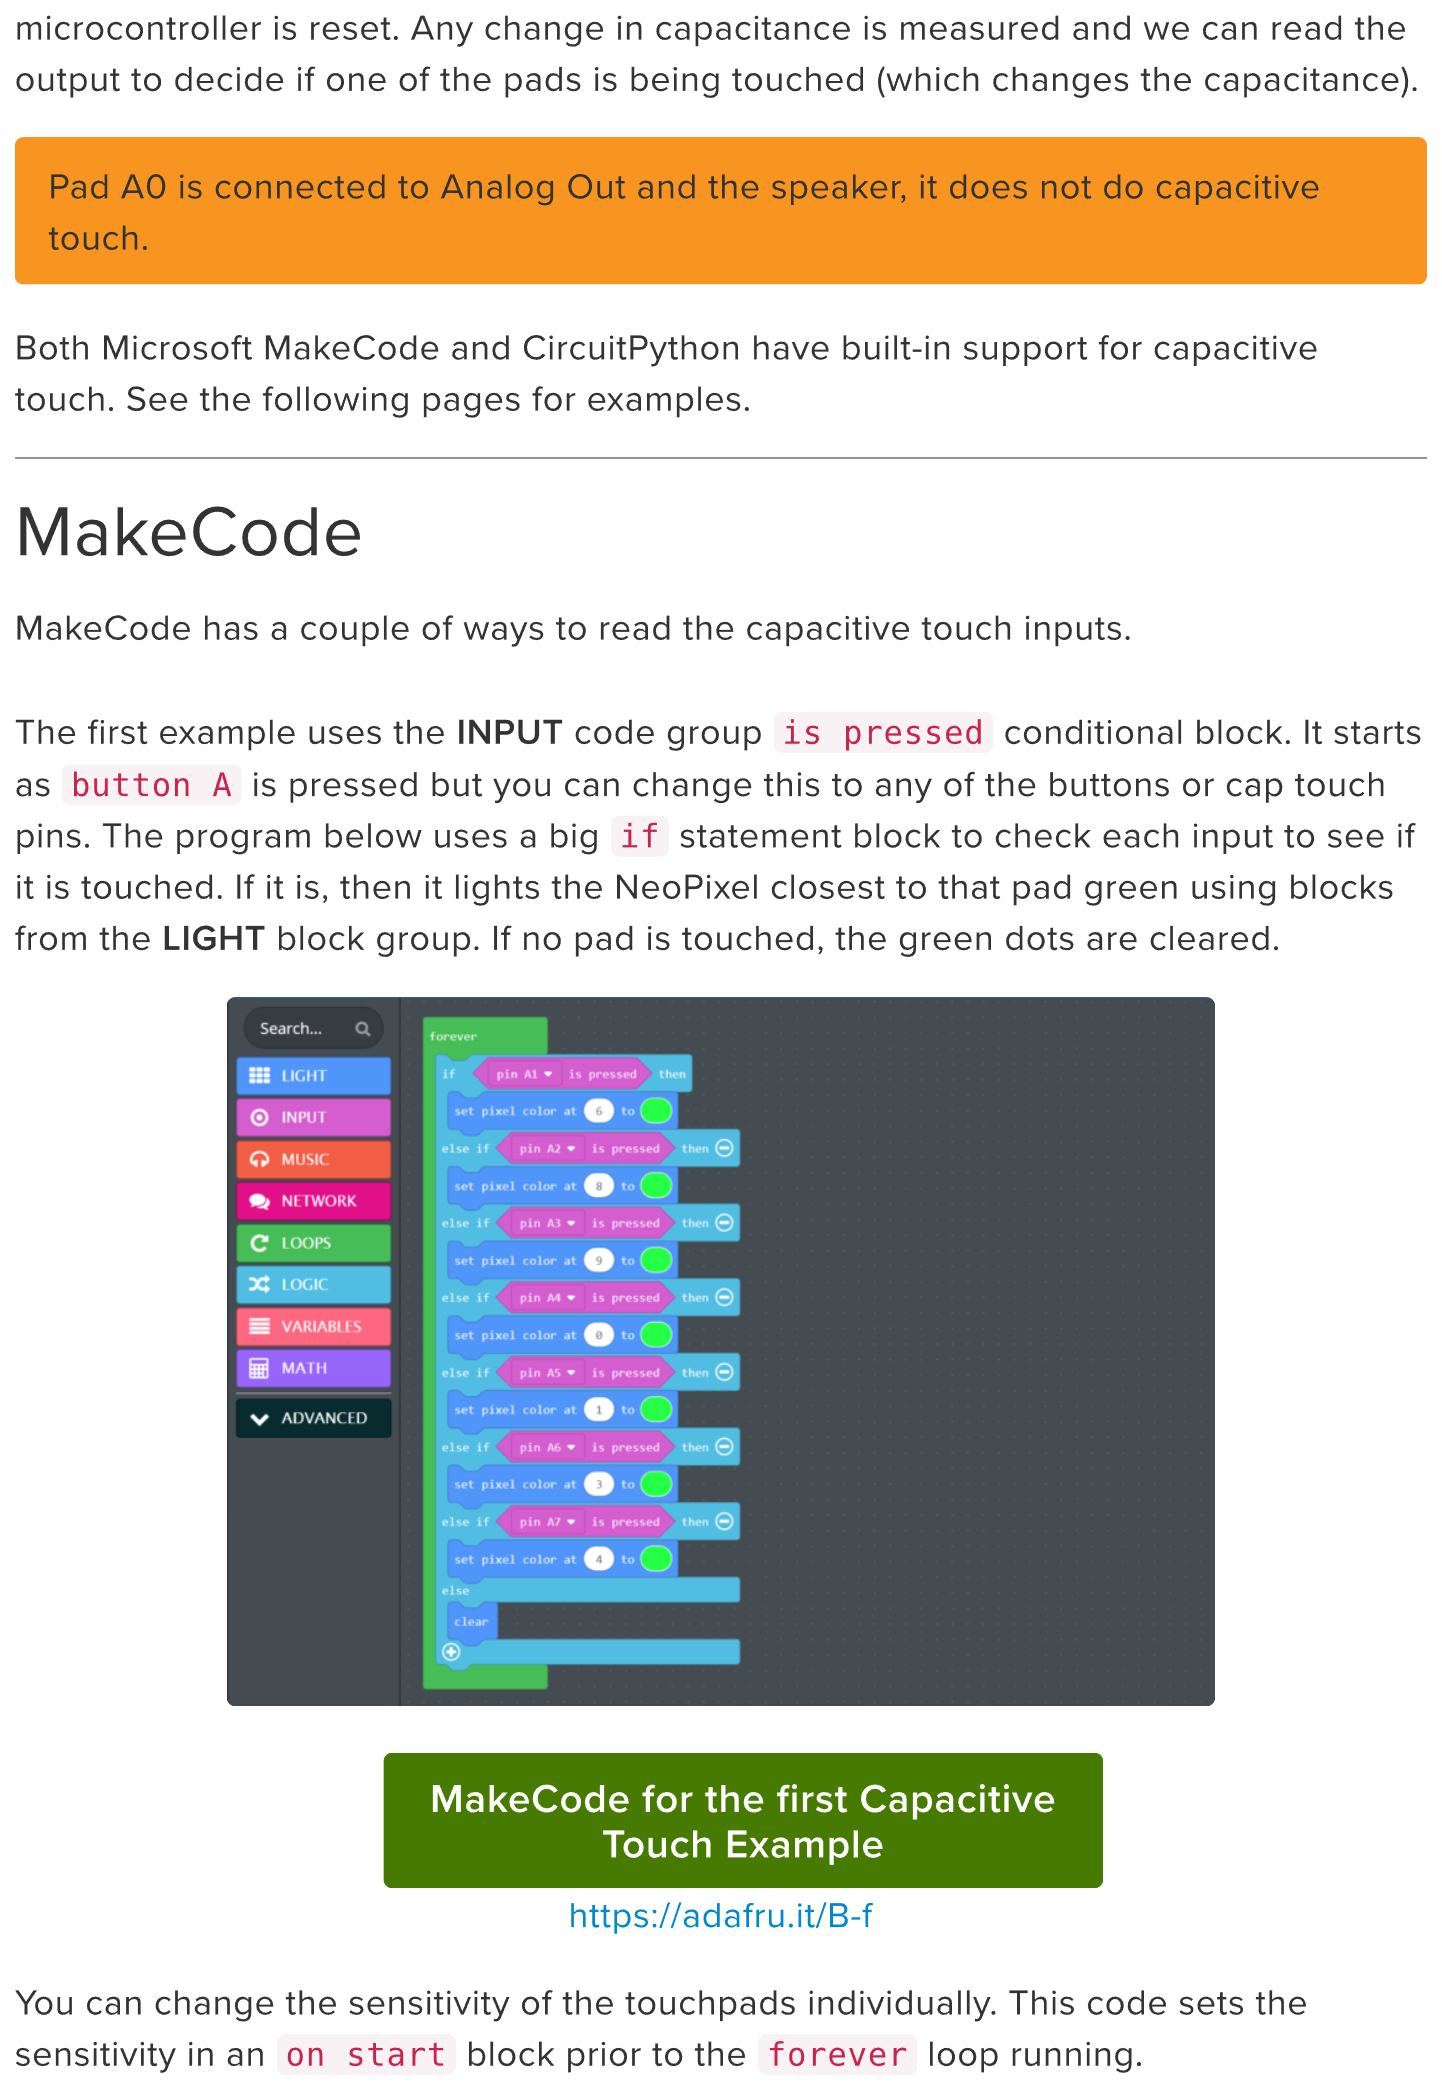 microcontroller is reset. Any change in capacitance is measured and we can read the
output to decide if one of the pads is being touched (which changes the capacitance).
Pad A0 is connected to Analog Out and the speaker, it does not do capacitive
touch.
Both Microsoft MakeCode and CircuitPython have built-in support for capacitive
touch. See the following pages for examples.
MakeCode
MakeCode has a couple of ways to read the capacitive touch inputs.
The first example uses the INPUT code group is pressed conditional block. It starts
as button A is pressed but you can change this to any of the buttons or cap touch
pins. The program below uses a big if statement block to check each input to see if
it is touched. If it is, then it lights the NeoPixel closest to that pad green using blocks
from the LIGHT block group. If no pad is touched, the green dots are cleared.
Search...
LIGHT
INPUT
MUSIC
NETWORK
LOOPS
LOGIC
VARIABLES
MATH
ADVANCED
forever
if pin A1 is pressed then
set pixel color at 6 to
else if pin A2 is pressed then
set pixel color at 8 to
else if pin A3 is pressed then
set pixel color at 9 to
else if pin A4 is pressed then
set pixel color at 0 to
else if pin A5 is pressed then
set pixel color at 1 to
else if pin A6 is pressed then
set pixel color at 3 to
else if pin A7 is pressed then
set pixel color at 4 to
else
clear
MakeCode for the first Capacitive
Touch Example
https://adafru.it/B-f
You can change the sensitivity of the touchpads individually. This code sets the
sensitivity in an on start block prior to the forever loop running.